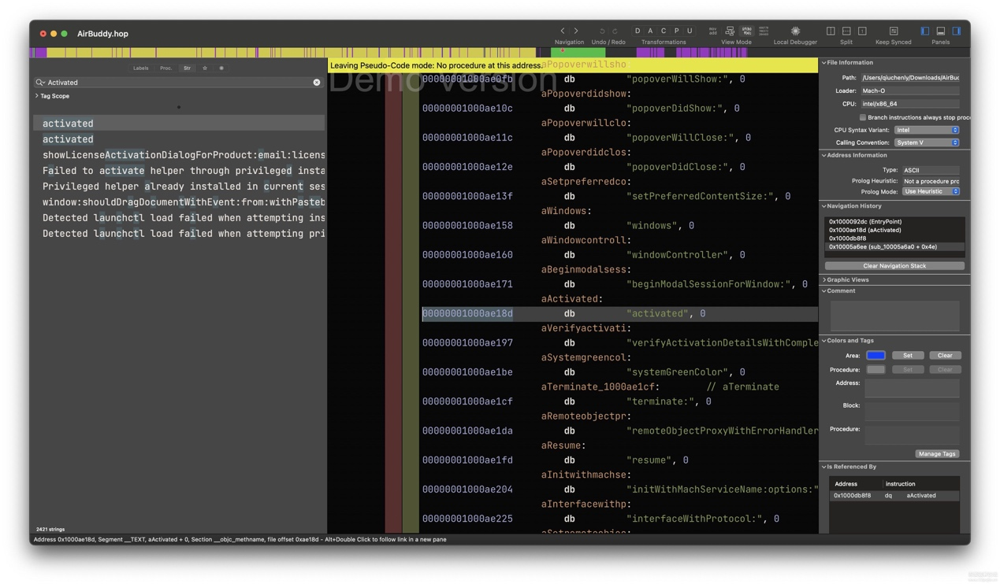 AirBuddy.hop
Navigation
Undo / Redo
D A C P U
Transformations
View Mode
Local Debugger
Split
Keep Synced
Panels
Labels Proc. Str
Activated
Tag Scope
activated
activated
showLicenseActivationDialogForProduct:email:licens
Failed to activate helper through privileged insta
Privileged helper already installed in current ses
window:shouldDragDocumentWithEvent:from:withPasteb
Detected launchctl load failed when attempting ins
Detected launchctl load failed when attempting pri
2421 strings
Leaving Pseudo-Code mode: No procedure at this address.
Demo Version
aPopoverwillsho
00000001000ae0fb db "popoverWillShow:", 0
aPopoverdidshow:
00000001000ae10c db "popoverDidShow:", 0
aPopoverwillclo:
00000001000ae11c db "popoverWillClose:", 0
aPopoverdidclos:
00000001000ae12e db "popoverDidClose:", 0
aSetpreferredco:
00000001000ae13f db "setPreferredContentSize:", 0
aWindows:
00000001000ae158 db "windows", 0
aWindowcontroll:
00000001000ae160 db "windowController", 0
aBeginmodalsess:
00000001000ae171 db "beginModalSessionForWindow:", 0
aActivated:
00000001000ae18d db "activated", 0
aVerifyactivati:
00000001000ae197 db "verifyActivationDetailsWithComple
aSystemgreencol:
00000001000ae1be db "systemGreenColor", 0
aTerminate_1000ae1cf: // aTerminate
00000001000ae1cf db "terminate:", 0
aRemoteobjectpr:
00000001000ae1da db "remoteObjectProxyWithErrorHandler
aResume:
00000001000ae1fd db "resume", 0
aInitwithmachse:
00000001000ae204 db "initWithMachServiceName:options:"
aInterfacewithp:
00000001000ae225 db "interfaceWithProtocol:", 0
aSetremoteobjec:
File Information
Path: /Users/qiuchenly/Downloads/AirBud
Loader: Mach-O
CPU: intel/x86_64
Branch instructions always stop proc
CPU Syntax Variant: Intel
Calling Convention: System V
Address Information
Type: ASCII
Prolog Heuristic: Not a procedure pro
Prolog Mode: Use Heuristic
Navigation History
0x1000092dc (EntryPoint)
0x1000ae18d (aActivated)
0x1000db8f8
0x10005a6ee (sub_10005a6a0 + 0x4e)
Clear Navigation Stack
Graphic Views
Comment
Colors and Tags
Area: Set Clear
Procedure: Set Clear
Address:
Block:
Procedure:
Manage Tags
Is Referenced By
Address Instruction
0x1000db8f8 dq aActivated
Address 0x1000ae18d, Segment __TEXT, aActivated + 0, Section __objc_methname, file offset 0xae18d - Alt+Double Click to follow link in a new pane